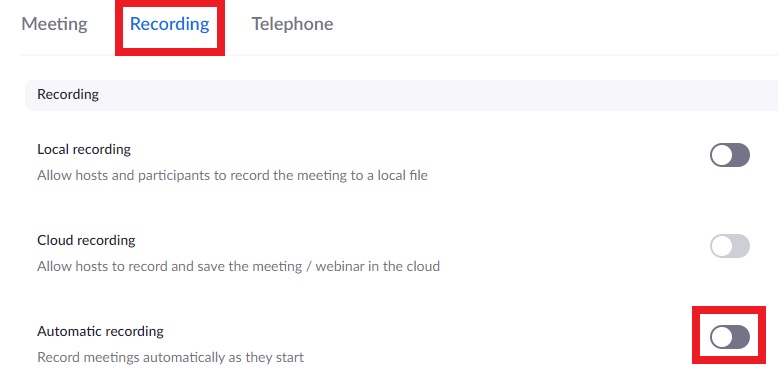 Meeting Recording Telephone
Recording
Local recording
Allow hosts and participants to record the meeting to a local file
Cloud recording
Allow hosts to record and save the meeting / webinar in the cloud
Automatic recording
Record meetings automatically as they start